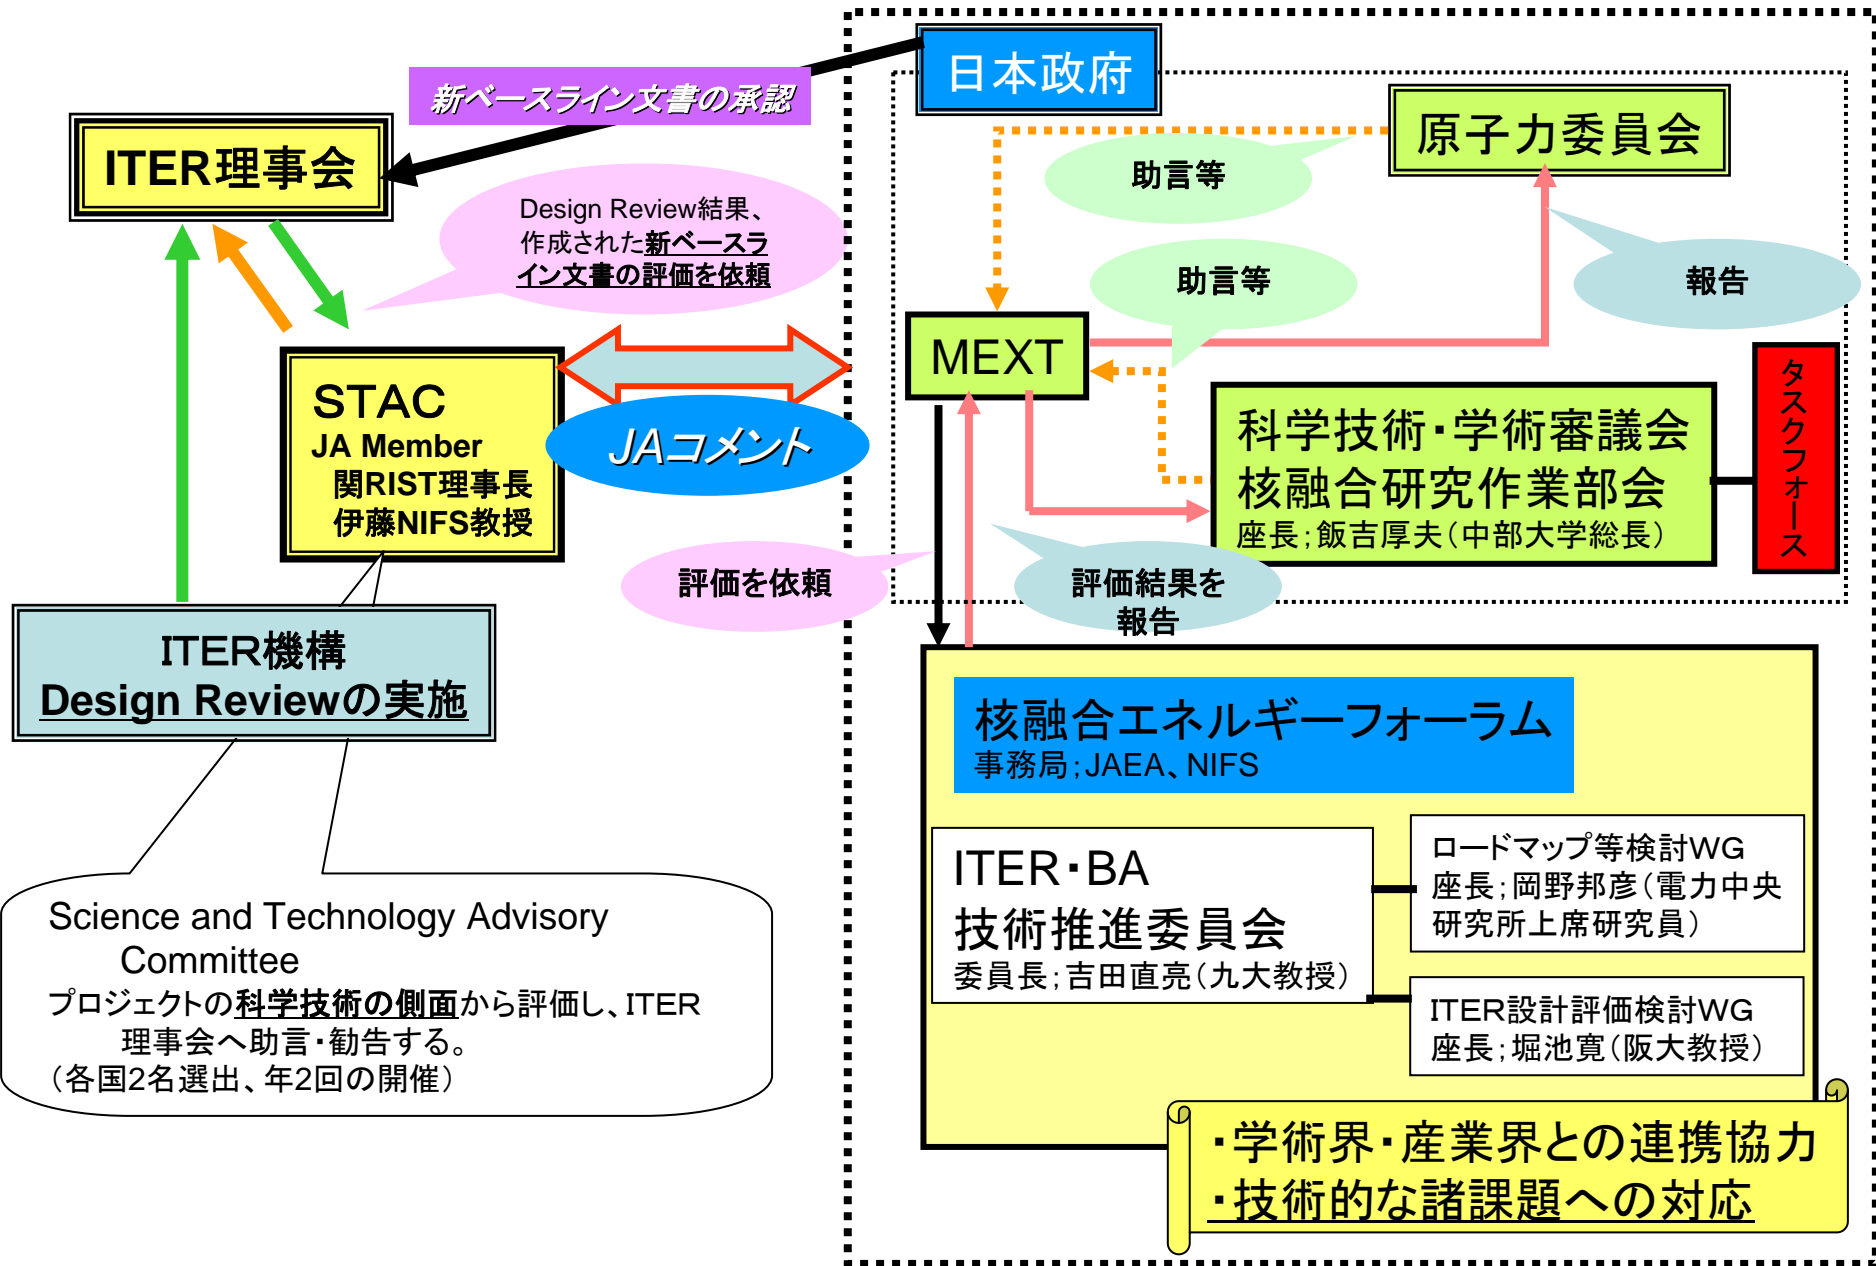 日本政府
新ベースライン文書の承認
ITER理事会
原子力委員会
助言等
Design Review結果、
作成された新ベースラ
イン文書の評価を依頼
助言等
報告
MEXT
STAC
JA Member
関RIST理事長
伊藤NIFS教授
JAコメント
科学技術・学術審議会
核融合研究作業部会
座長；飯吉厚夫（中部大学総長）
タスクフォース
評価を依頼
評価結果を
報告
ITER機構
Design Reviewの実施
核融合エネルギーフォーラム
事務局；JAEA、NIFS
ITER・BA
技術推進委員会
委員長；吉田直亮（九大教授）
ロードマップ等検討WG
座長；岡野邦彦（電力中央
研究所上席研究員）
ITER設計評価検討WG
座長；堀池寛（阪大教授）
Science and Technology Advisory
Committee
プロジェクトの科学技術の側面から評価し、ITER
理事会へ助言・勧告する。
（各国2名選出、年2回の開催）
・学術界・産業界との連携協力
・技術的な諸課題への対応